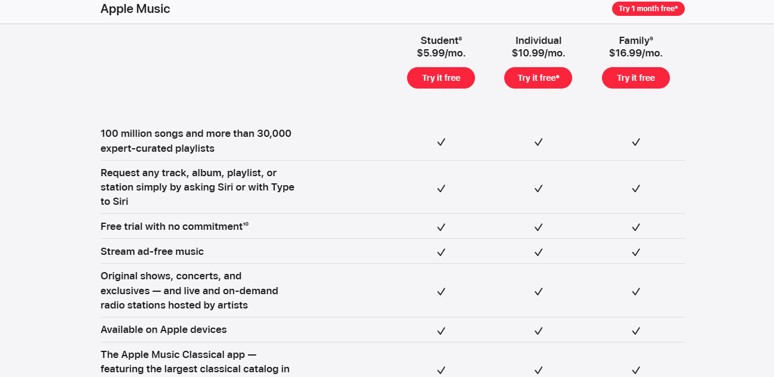 Apple Music
Try 1 month free*
Student⁸
Individual
Family⁹
$5.99/mo.
$10.99/mo.
$16.99/mo.
Try it free
Try it free*
Try it free
100 million songs and more than 30,000
expert-curated playlists
Request any track, album, playlist, or
station simply by asking Siri or with Type
to Siri
Free trial with no commitment¹⁰
Stream ad-free music
Original shows, concerts, and
exclusives — and live and on-demand
radio stations hosted by artists
Available on Apple devices
The Apple Music Classical app —
featuring the largest classical catalog in